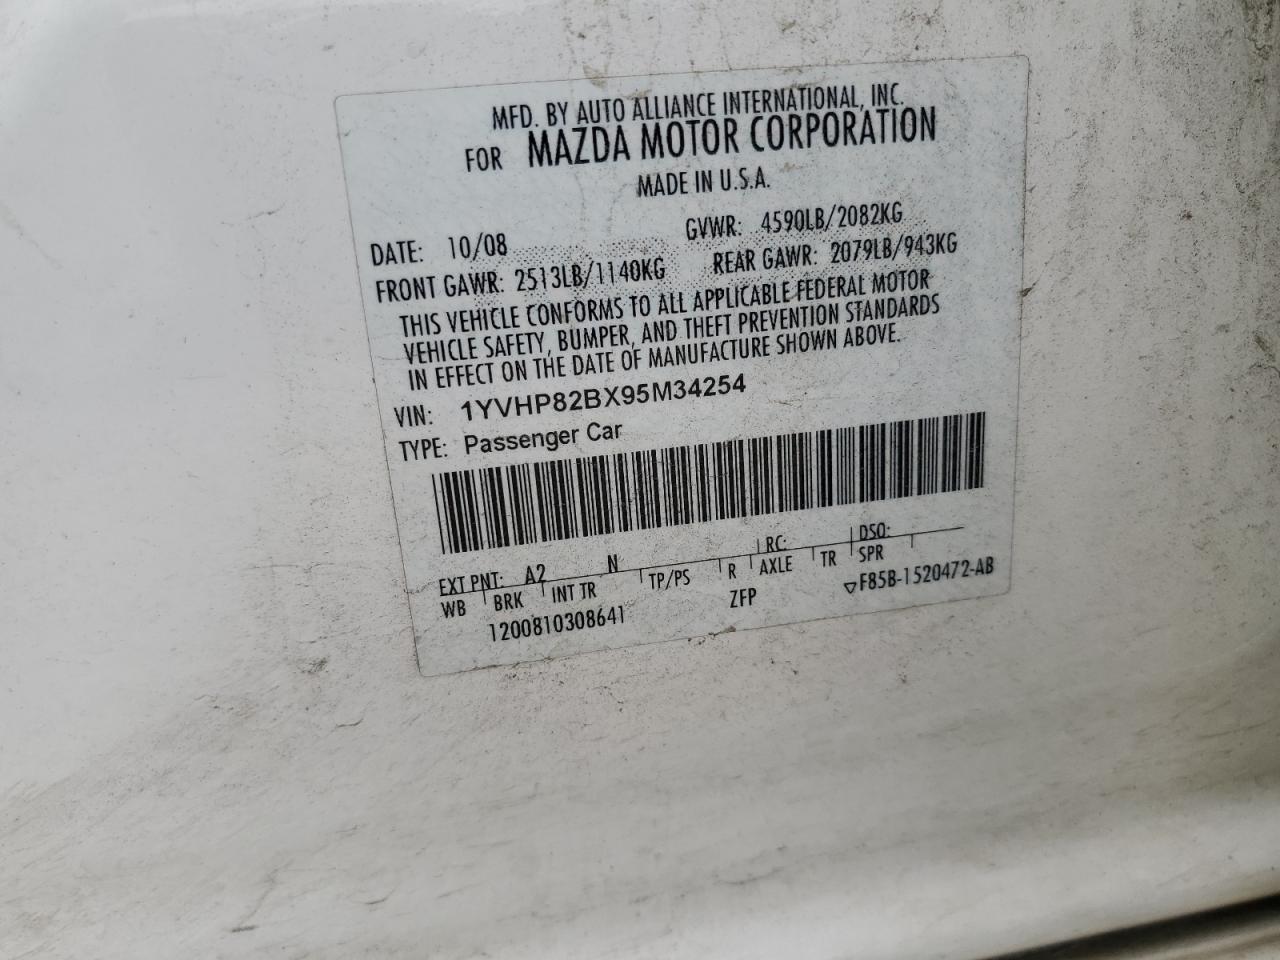 MFD. BY AUTO ALLIANCE INTERNATIONAL, INC.
FOR MAZDA MOTOR CORPORATION
MADE IN U.S.A.
DATE: 10/08 GVWR: 4590LB/2082KG
FRONT GAWR: 2513LB/1140KG REAR GAWR: 2079LB/943KG
THIS VEHICLE CONFORMS TO ALL APPLICABLE FEDERAL MOTOR
VEHICLE SAFETY, BUMPER, AND THEFT PREVENTION STANDARDS
IN EFFECT ON THE DATE OF MANUFACTURE SHOWN ABOVE.
VIN: 1YVHP82BX95M34254
TYPE: Passenger Car
EXT PNT: A2 N RC: DSO:
WB BRK INT TR TP/PS R AXLE TR SPR
1200810308641 ZFP ▽F85B-1520472-AB